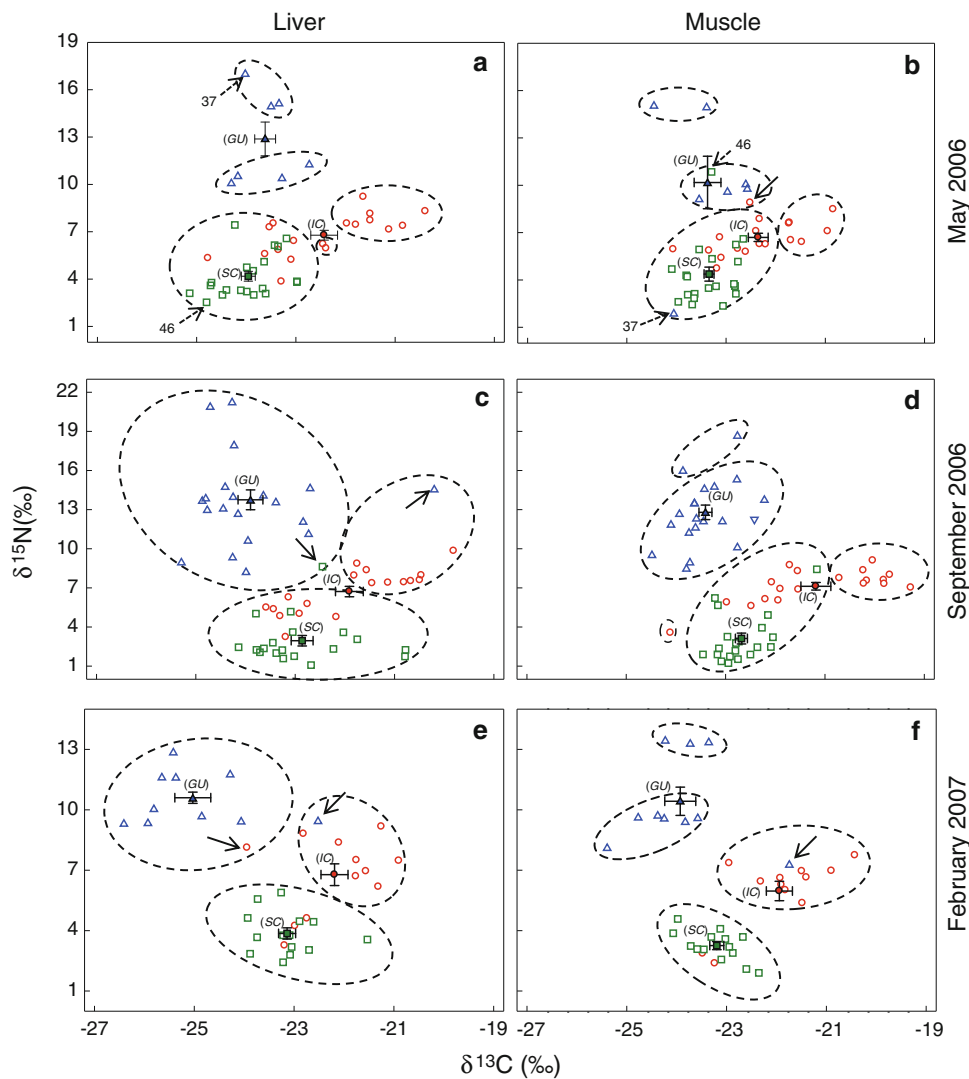 Liver Muscle
19
16
13
10
7
4
1
a
37
(GU)
(IC)
(SC)
46
b
(GU)
46
(IC)
(SC)
37
May 2006
22
19
16
13
10
7
4
1
c
(GU)
(IC)
(SC)
d
(GU)
(IC)
(SC)
September 2006
δ15N(‰)
13
10
7
4
1
e
(GU)
(IC)
(SC)
f
(GU)
(IC)
(SC)
February 2007
-27 -25 -23 -21 -19 -27 -25 -23 -21 -19
δ13C (‰)